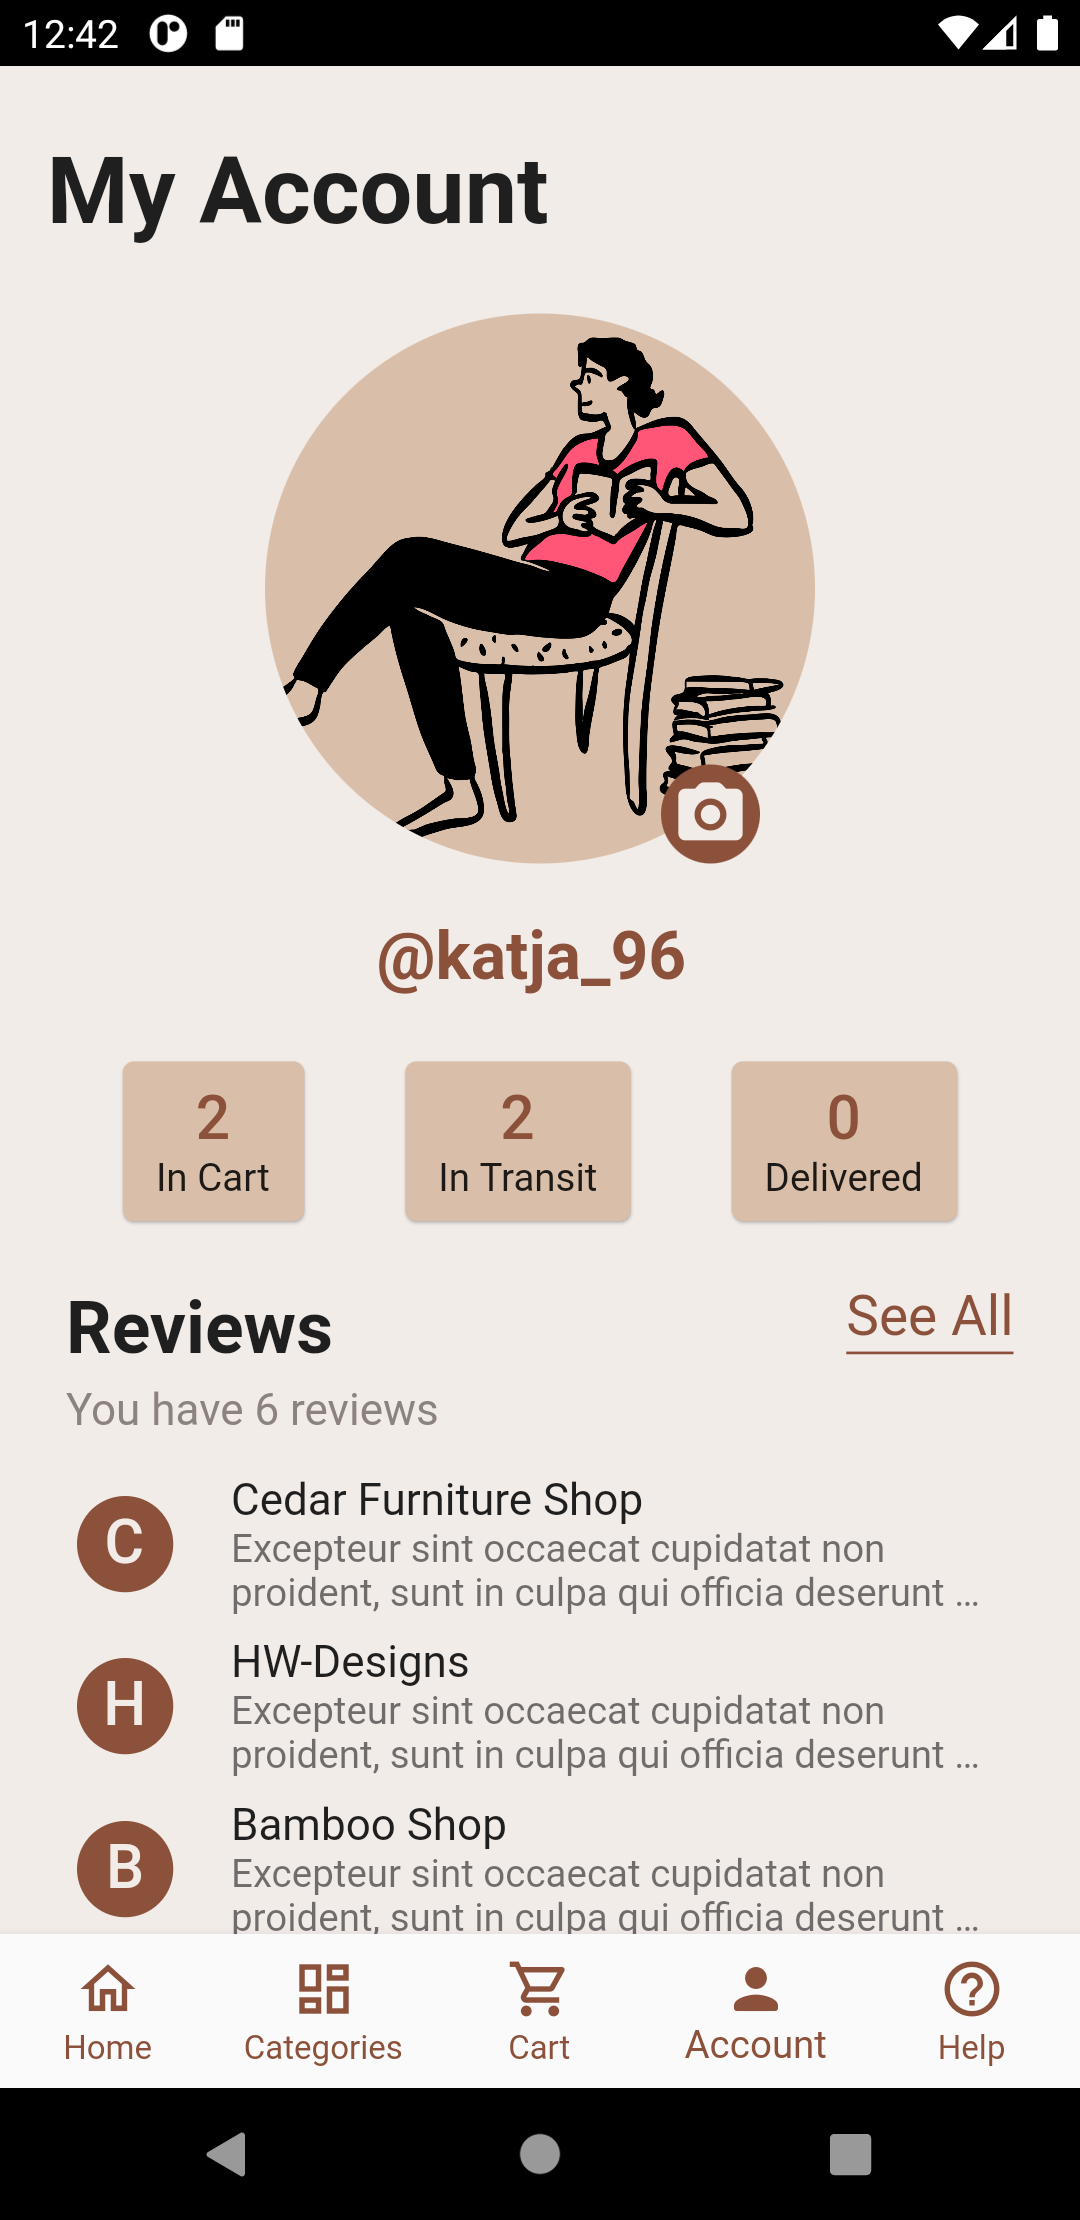 12:42
My Account
@katja_96
2
In Cart
2
In Transit
0
Delivered
Reviews
See All
You have 6 reviews
C
Cedar Furniture Shop
Excepteur sint occaecat cupidatat non
proident, sunt in culpa qui officia deserunt ...
H
HW-Designs
Excepteur sint occaecat cupidatat non
proident, sunt in culpa qui officia deserunt ...
B
Bamboo Shop
Excepteur sint occaecat cupidatat non
proident, sunt in culpa qui officia deserunt ...
Home
Categories
Cart
Account
Help